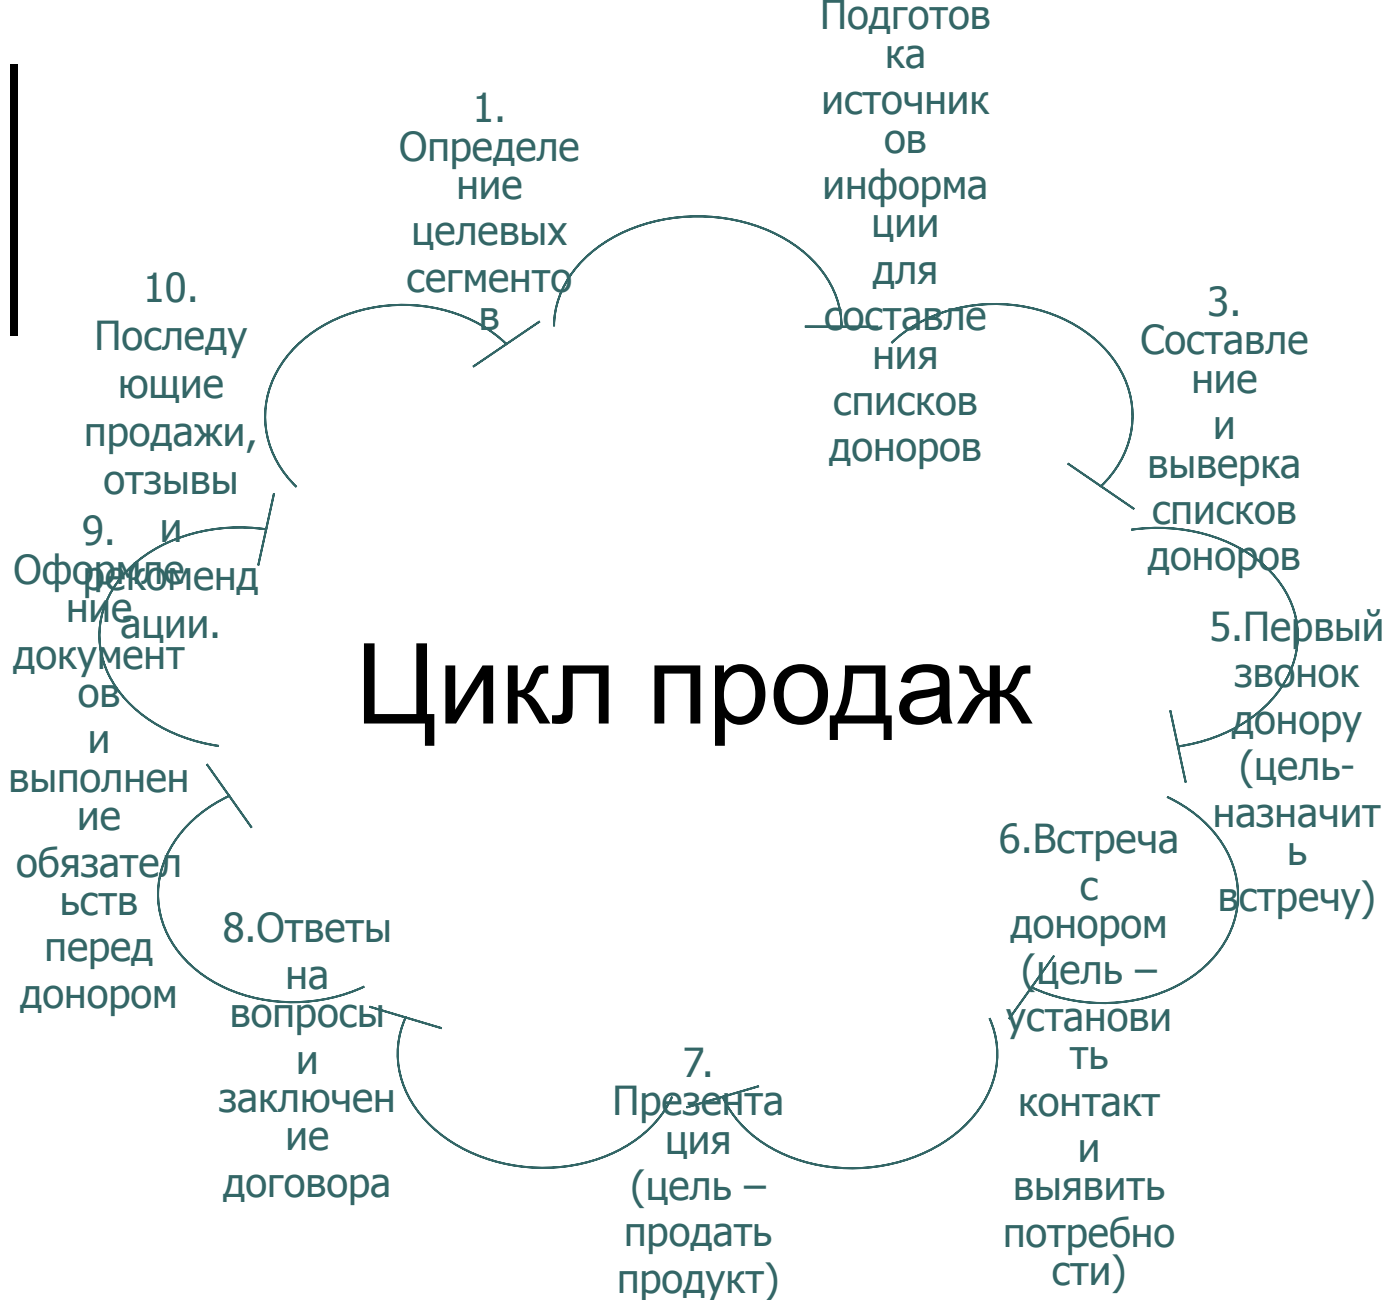 Подготов
ка
источник
ов
информа
ции
для
составле
ния
списков
доноров
1.
Определе
ние
целевых
сегменто
в
3.
Составле
ние
и
выверка
списков
доноров
10.
Последу
ющие
продажи,
отзывы
и
рекоменд
ации.
9.
Оформле
ние
документ
ов
и
выполнен
ие
обязател
ьств
перед
донором
Цикл продаж
5.Первый
звонок
донору
(цель-
назначит
ь
встречу)
6.Встреча
с
донором
(цель –
установи
ть
контакт
и
выявить
потребно
сти)
8.Ответы
на
вопросы
и
заключен
ие
договора
7.
Презента
ция
(цель –
продать
продукт)